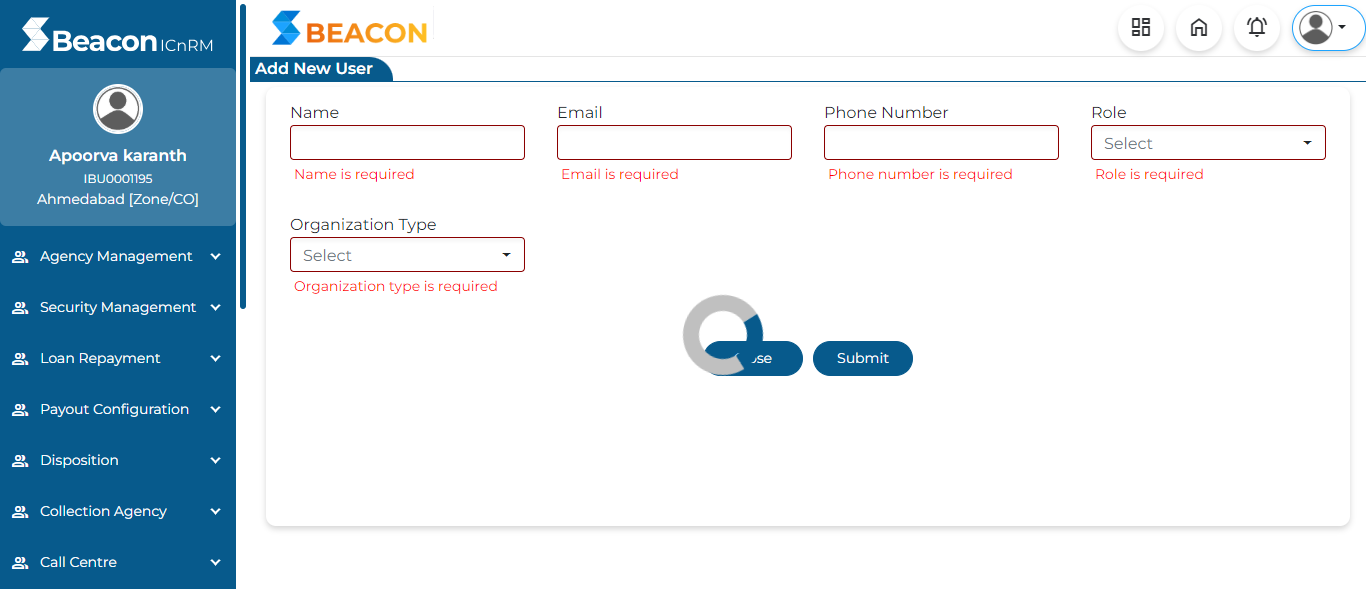 Beacon ICnRM
BEACON
Add New User
Apoorva karanth
IBU0001195
Ahmedabad [Zone/CO]
Agency Management
Security Management
Loan Repayment
Payout Configuration
Disposition
Collection Agency
Call Centre
Name
Email
Phone Number
Role
Select
Name is required
Email is required
Phone number is required
Role is required
Organization Type
Select
Organization type is required
Submit